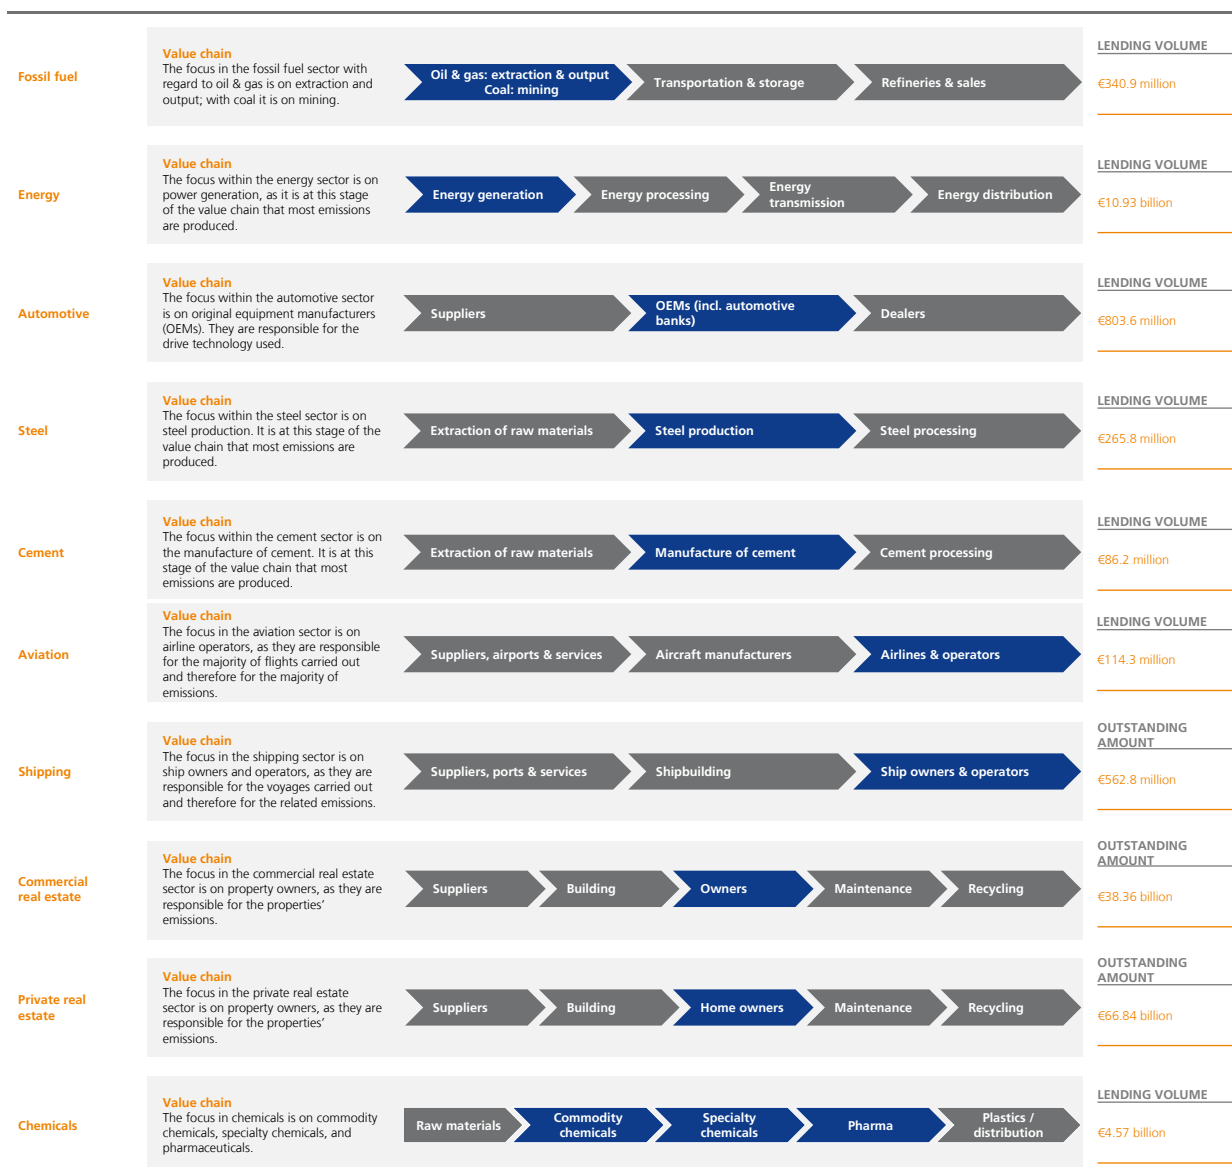 Fossil fuel
Value chain
The focus in the fossil fuel sector with
regard to oil & gas is on extraction and
output; with coal it is on mining.
Oil & gas: extraction & output
Coal: mining
Transportation & storage
Refineries & sales
LENDING VOLUME
€340.9 million
Energy
Value chain
The focus within the energy sector is on
power generation, as it is at this stage
of the value chain that most emissions
are produced.
Energy generation
Energy processing
Energy
transmission
Energy distribution
LENDING VOLUME
€10.93 billion
Automotive
Value chain
The focus within the automotive sector
is on original equipment manufacturers
(OEMs). They are responsible for the
drive technology used.
Suppliers
OEMs (incl. automotive
banks)
Dealers
LENDING VOLUME
€803.6 million
Steel
Value chain
The focus within the steel sector is on
steel production. It is at this stage of the
value chain that most emissions are
produced.
Extraction of raw materials
Steel production
Steel processing
LENDING VOLUME
€265.8 million
Cement
Value chain
The focus within the cement sector is on
the manufacture of cement. It is at this
stage of the value chain that most
emissions are produced.
Extraction of raw materials
Manufacture of cement
Cement processing
LENDING VOLUME
€86.2 million
Aviation
Value chain
The focus in the aviation sector is on
airline operators, as they are responsible
for the majority of flights carried out
and therefore for the majority of
emissions.
Suppliers, airports & services
Aircraft manufacturers
Airlines & operators
LENDING VOLUME
€114.3 million
Shipping
Value chain
The focus in the shipping sector is on
ship owners and operators, as they are
responsible for the voyages carried out
and therefore for the related emissions.
Suppliers, ports & services
Shipbuilding
Ship owners & operators
OUTSTANDING
AMOUNT
€562.8 million
Commercial
real estate
Value chain
The focus in the commercial real estate
sector is on property owners, as they are
responsible for the properties’
emissions.
Suppliers
Building
Owners
Maintenance
Recycling
OUTSTANDING
AMOUNT
€38.36 billion
Private real
estate
Value chain
The focus in the private real estate
sector is on property owners, as they are
responsible for the properties’
emissions.
Suppliers
Building
Home owners
Maintenance
Recycling
OUTSTANDING
AMOUNT
€66.84 billion
Chemicals
Value chain
The focus in chemicals is on commodity
chemicals, specialty chemicals, and
pharmaceuticals.
Raw materials
Commodity
chemicals
Specialty
chemicals
Pharma
Plastics /
distribution
LENDING VOLUME
€4.57 billion